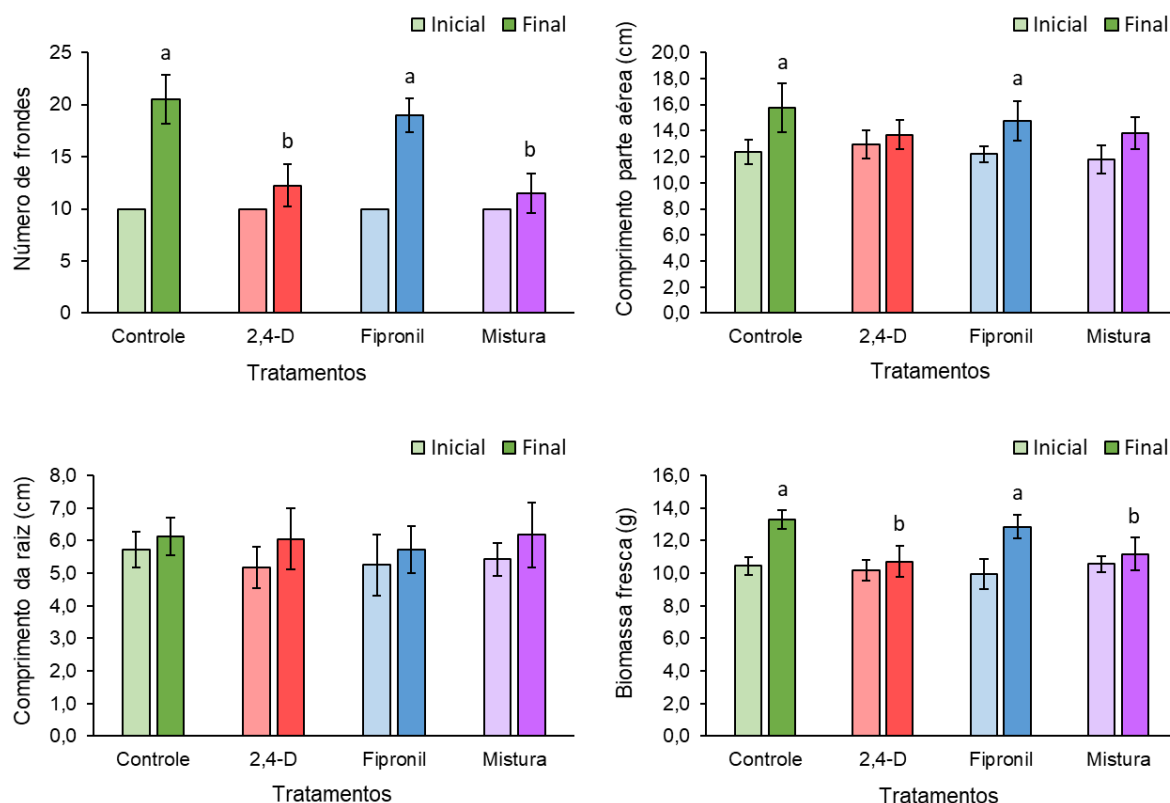 Inicial Final
Número de frondes
25
20
15
10
5
0
a
b
a
b
Controle 2,4-D Fipronil Mistura
Tratamentos
Inicial Final
Comprimento parte aérea (cm)
20,0
18,0
16,0
14,0
12,0
10,0
8,0
6,0
4,0
2,0
0,0
a
a
Controle 2,4-D Fipronil Mistura
Tratamentos
Inicial Final
Comprimento da raiz (cm)
8,0
7,0
6,0
5,0
4,0
3,0
2,0
1,0
0,0
Controle 2,4-D Fipronil Mistura
Tratamentos
Inicial Final
Biomassa fresca (g)
16,0
14,0
12,0
10,0
8,0
6,0
4,0
2,0
0,0
a
b
a
b
Controle 2,4-D Fipronil Mistura
Tratamentos